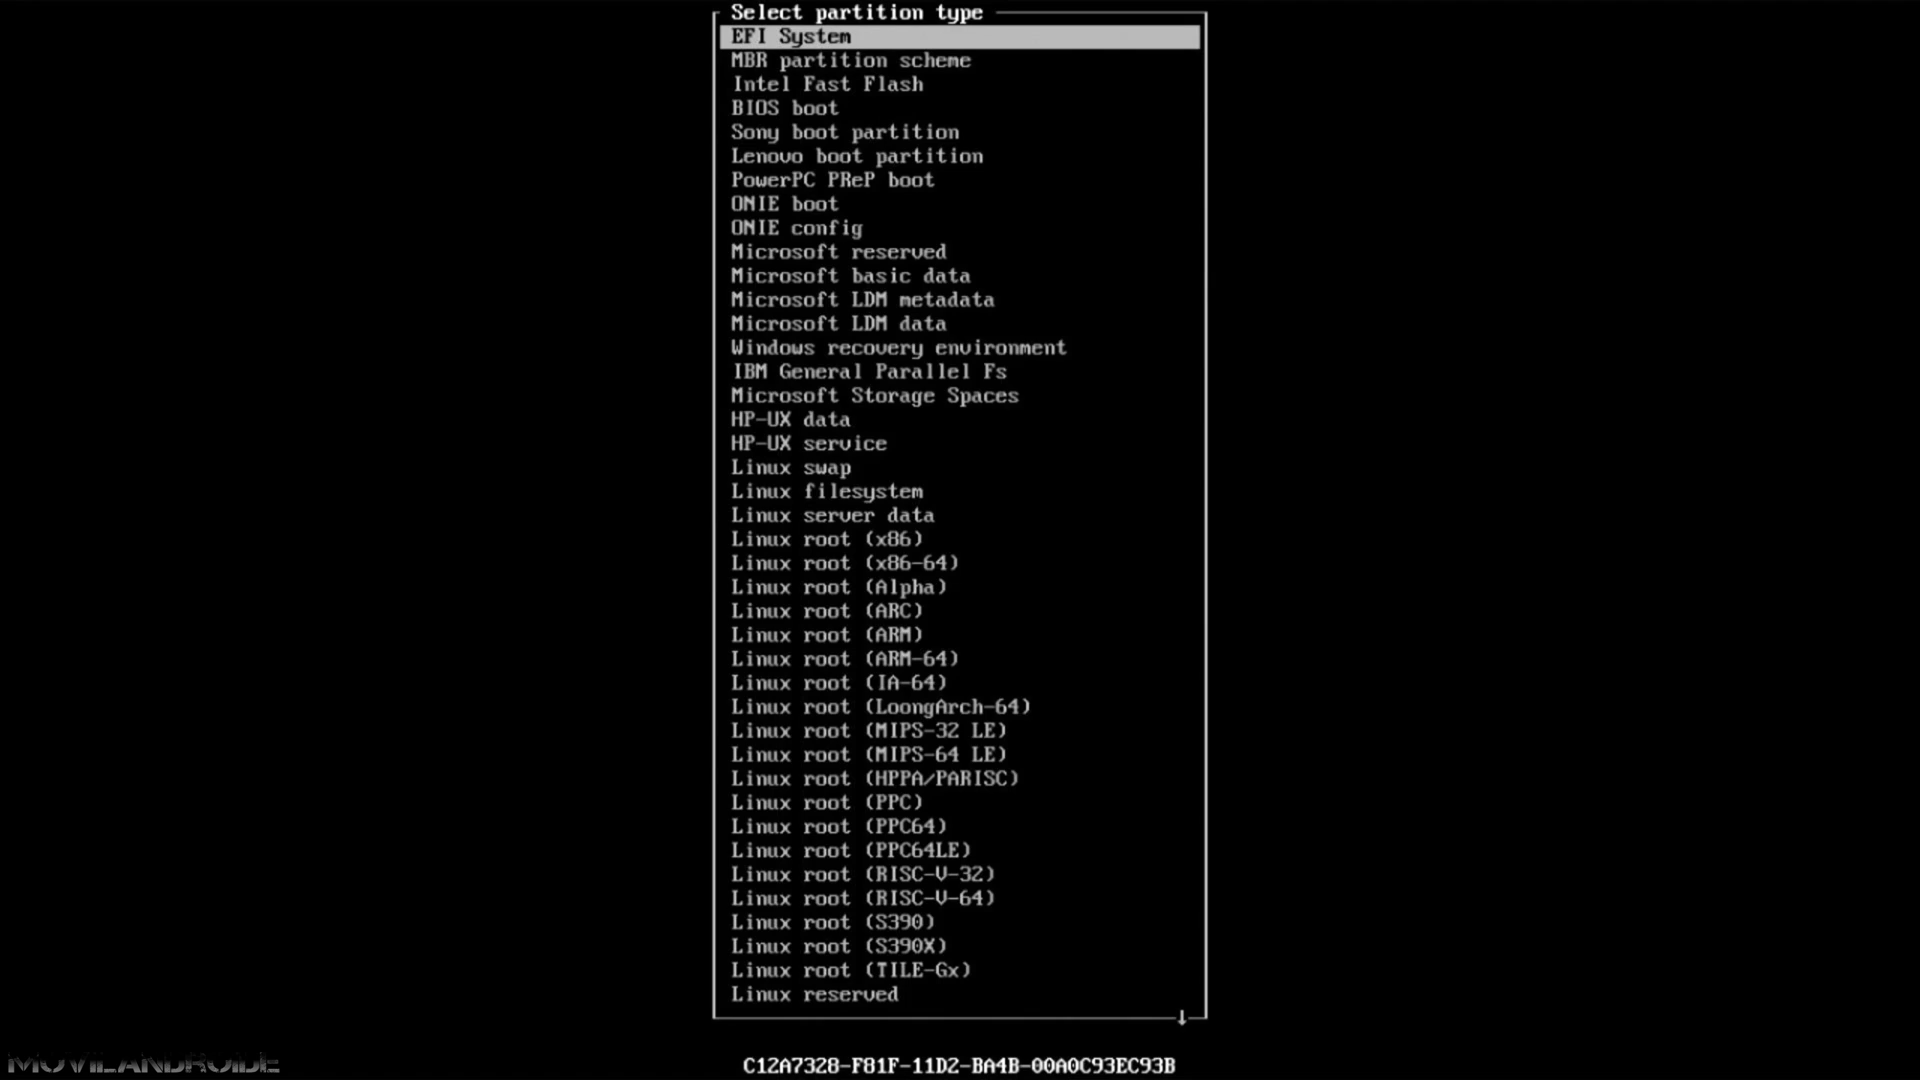 Select partition type
EFI System
MBR partition scheme
Intel Fast Flash
BIOS boot
Sony boot partition
Lenovo boot partition
PowerPC PReP boot
ONIE boot
ONIE config
Microsoft reserved
Microsoft basic data
Microsoft LDM metadata
Microsoft LDM data
Windows recovery environment
IBM General Parallel Fs
Microsoft Storage Spaces
HP-UX data
HP-UX service
Linux swap
Linux filesystem
Linux server data
Linux root (x86)
Linux root (x86-64)
Linux root (Alpha)
Linux root (ARC)
Linux root (ARM)
Linux root (ARM-64)
Linux root (IA-64)
Linux root (LoongArch-64)
Linux root (MIPS-32 LE)
Linux root (MIPS-64 LE)
Linux root (HPPA/PARISC)
Linux root (PPC)
Linux root (PPC64)
Linux root (PPC64LE)
Linux root (RISC-V-32)
Linux root (RISC-V-64)
Linux root (S390)
Linux root (S390X)
Linux root (TILE-Gx)
Linux reserved
C12A7328-F81F-11D2-BA4B-00A0C93EC93B
MOVILANDROIDE